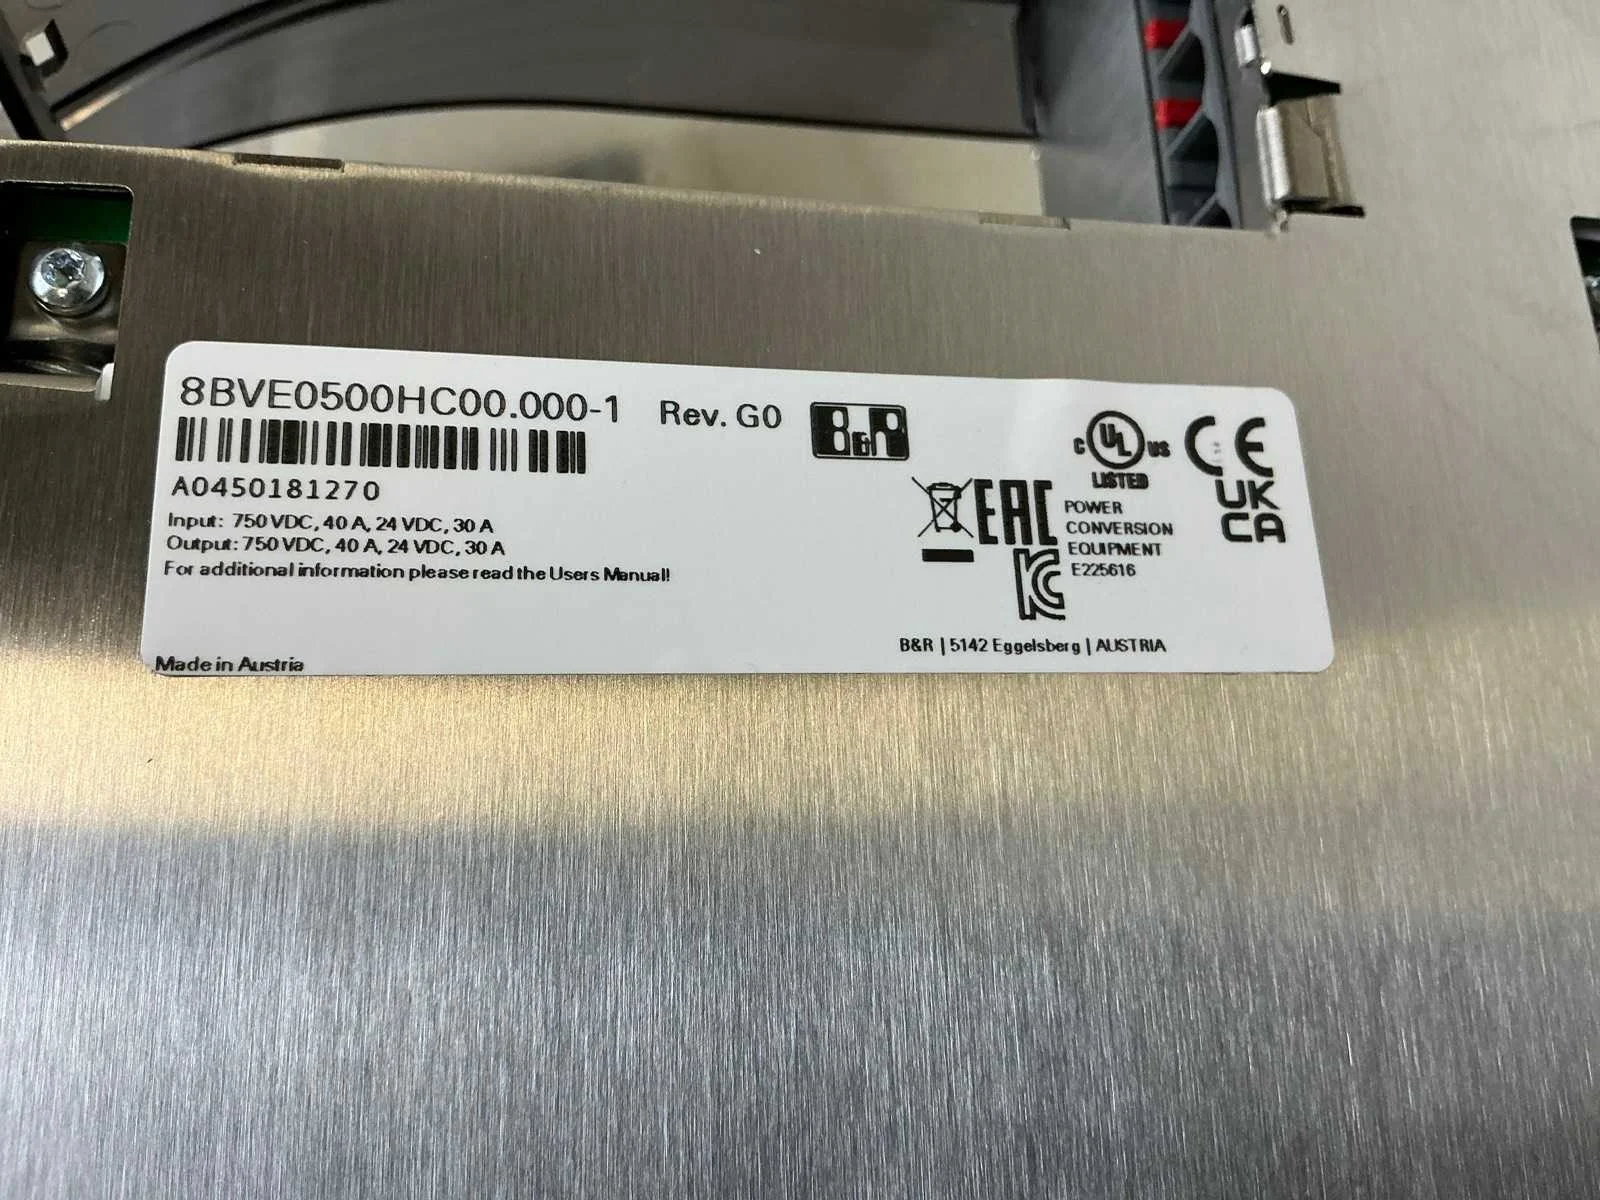 8BVE0500HC00.000-1 Rev. G0 B&R
A0450181270
Input: 750 VDC, 40 A, 24 VDC, 30 A
Output: 750 VDC, 40 A, 24 VDC, 30 A
For additional information please read the Users Manual!
Made in Austria
C UL US
LISTED
CE
EAC
POWER
CONVERSION
EQUIPMENT
E225616
UK
CA
KC
B&R | 5142 Eggelsberg | AUSTRIA